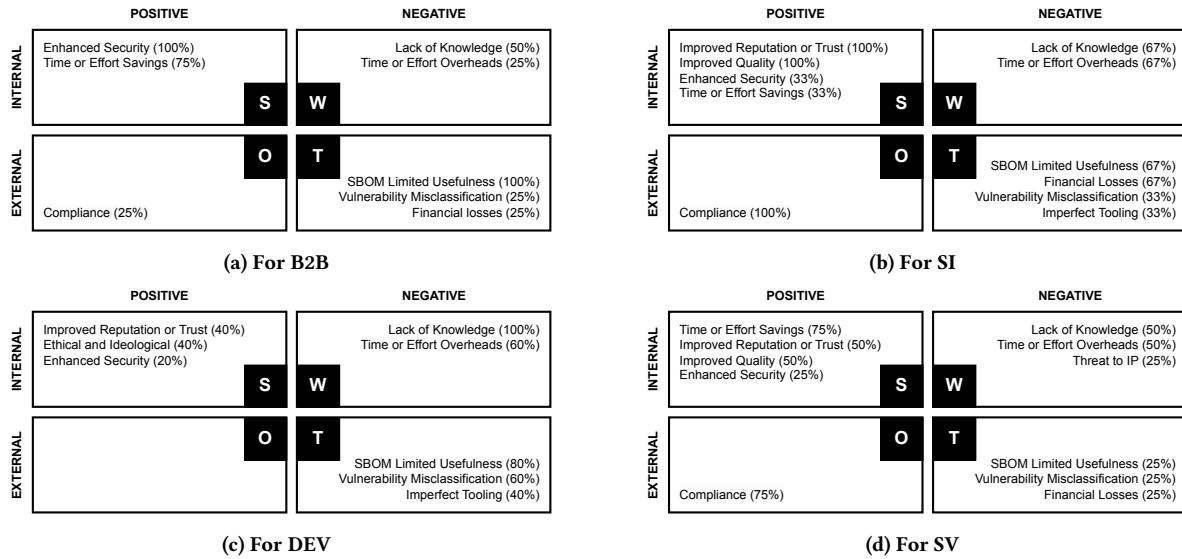 POSITIVE
NEGATIVE
INTERNAL
Enhanced Security (100%)
Time or Effort Savings (75%)
S
Lack of Knowledge (50%)
Time or Effort Overheads (25%)
W
EXTERNAL
O
Compliance (25%)
T
SBOM Limited Usefulness (100%)
Vulnerability Misclassification (25%)
Financial losses (25%)
(a) For B2B
POSITIVE
NEGATIVE
INTERNAL
Improved Reputation or Trust (100%)
Improved Quality (100%)
Enhanced Security (33%)
Time or Effort Savings (33%)
S
Lack of Knowledge (67%)
Time or Effort Overheads (67%)
W
EXTERNAL
O
Compliance (100%)
T
SBOM Limited Usefulness (67%)
Financial Losses (67%)
Vulnerability Misclassification (33%)
Imperfect Tooling (33%)
(b) For SI
POSITIVE
NEGATIVE
INTERNAL
Improved Reputation or Trust (40%)
Ethical and Ideological (40%)
Enhanced Security (20%)
S
Lack of Knowledge (100%)
Time or Effort Overheads (60%)
W
EXTERNAL
O
T
SBOM Limited Usefulness (80%)
Vulnerability Misclassification (60%)
Imperfect Tooling (40%)
(c) For DEV
POSITIVE
NEGATIVE
INTERNAL
Time or Effort Savings (75%)
Improved Reputation or Trust (50%)
Improved Quality (50%)
Enhanced Security (25%)
S
Lack of Knowledge (50%)
Time or Effort Overheads (50%)
Threat to IP (25%)
W
EXTERNAL
O
Compliance (75%)
T
SBOM Limited Usefulness (25%)
Vulnerability Misclassification (25%)
Financial Losses (25%)
(d) For SV